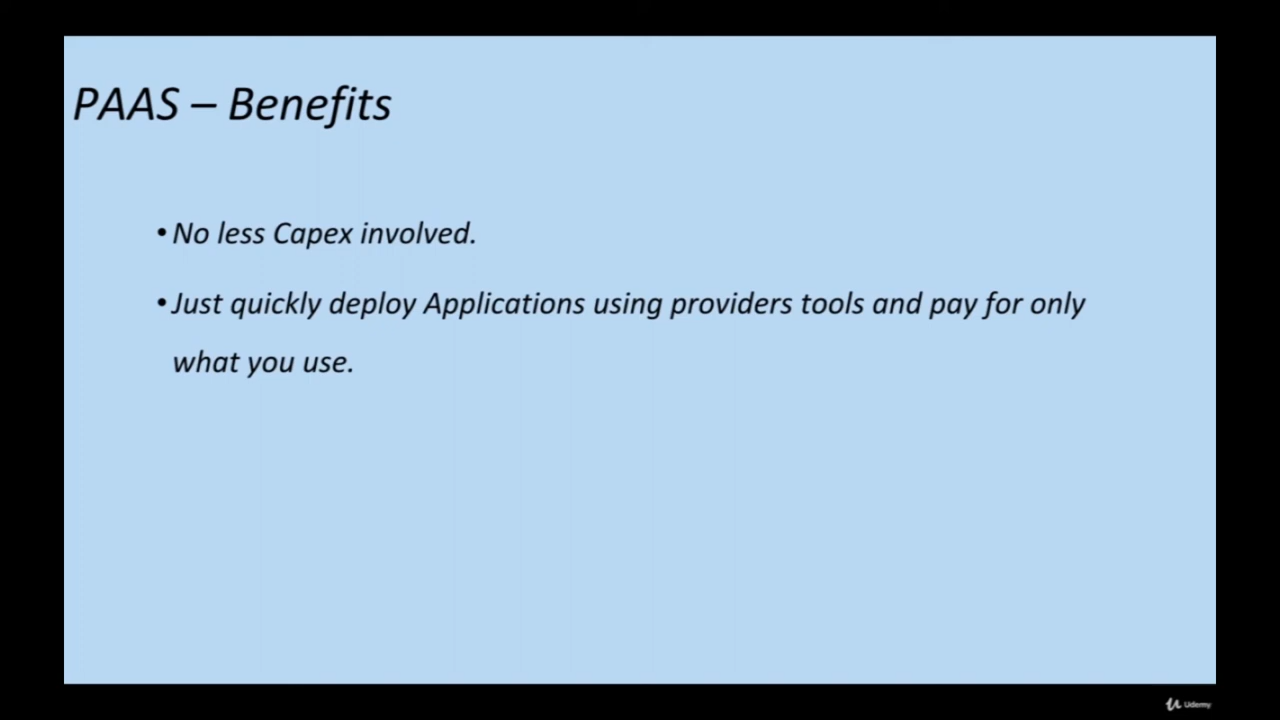 PAAS – Benefits
• No less Capex involved.
• Just quickly deploy Applications using providers tools and pay for only
what you use.
Udemy